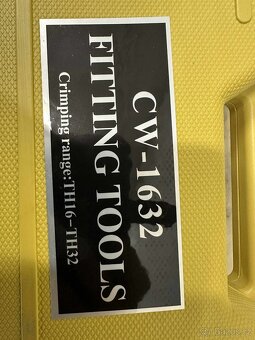 CW-1632
FITTING TOOLS
Crimping range:TH16-TH32